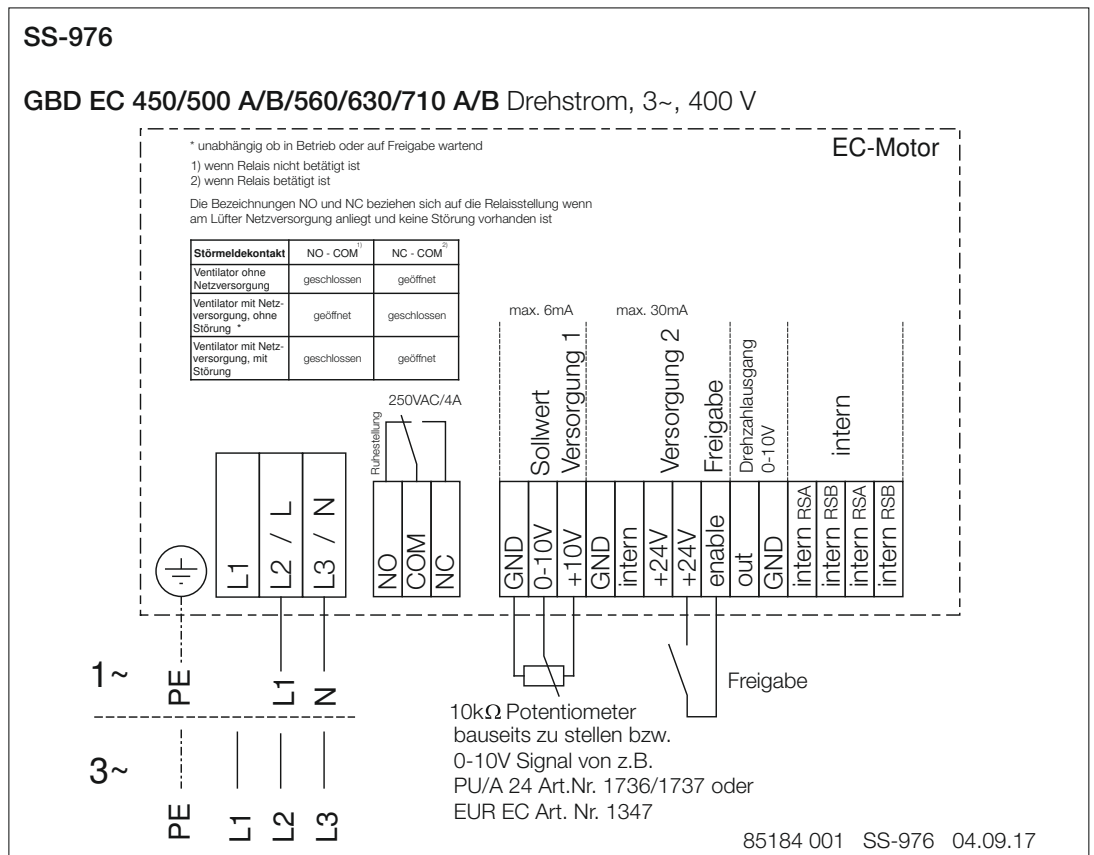 SS-976
GBD EC 450/500 A/B/560/630/710 A/B Drehstrom, 3~, 400 V
EC-Motor
* unabhängig ob in Betrieb oder auf Freigabe wartend
1) wenn Relais nicht betätigt ist
2) wenn Relais betätigt ist
Die Bezeichnungen NO und NC beziehen sich auf die Relaisstellung wenn
am Lüfter Netzversorgung anliegt und keine Störung vorhanden ist
Störmeldekontakt NO - COM 1) NC - COM 2)
Ventilator ohne
Netzversorgung
geschlossen geöffnet
Ventilator mit Netz-
versorgung, ohne
Störung *
geöffnet geschlossen
Ventilator mit Netz-
versorgung, mit
Störung
geschlossen geöffnet
250VAC/4A
Ruhestellung
max. 6mA
max. 30mA
Sollwert
Versorgung 1
Versorgung 2
Freigabe
Drehzahlausgang
0-10V
intern
L1
L2 / L
L3 / N
NO
COM
NC
GND
0-10V
+10V
GND
intern
+24V
+24V
enable
out
GND
intern RSA
intern RSB
intern RSA
intern RSB
1~
PE
L1
N
3~
PE
L1
L2
L3
Freigabe
10kΩ Potentiometer
bauseits zu stellen bzw.
0-10V Signal von z.B.
PU/A 24 Art.Nr. 1736/1737 oder
EUR EC Art. Nr. 1347
85184 001 SS-976 04.09.17